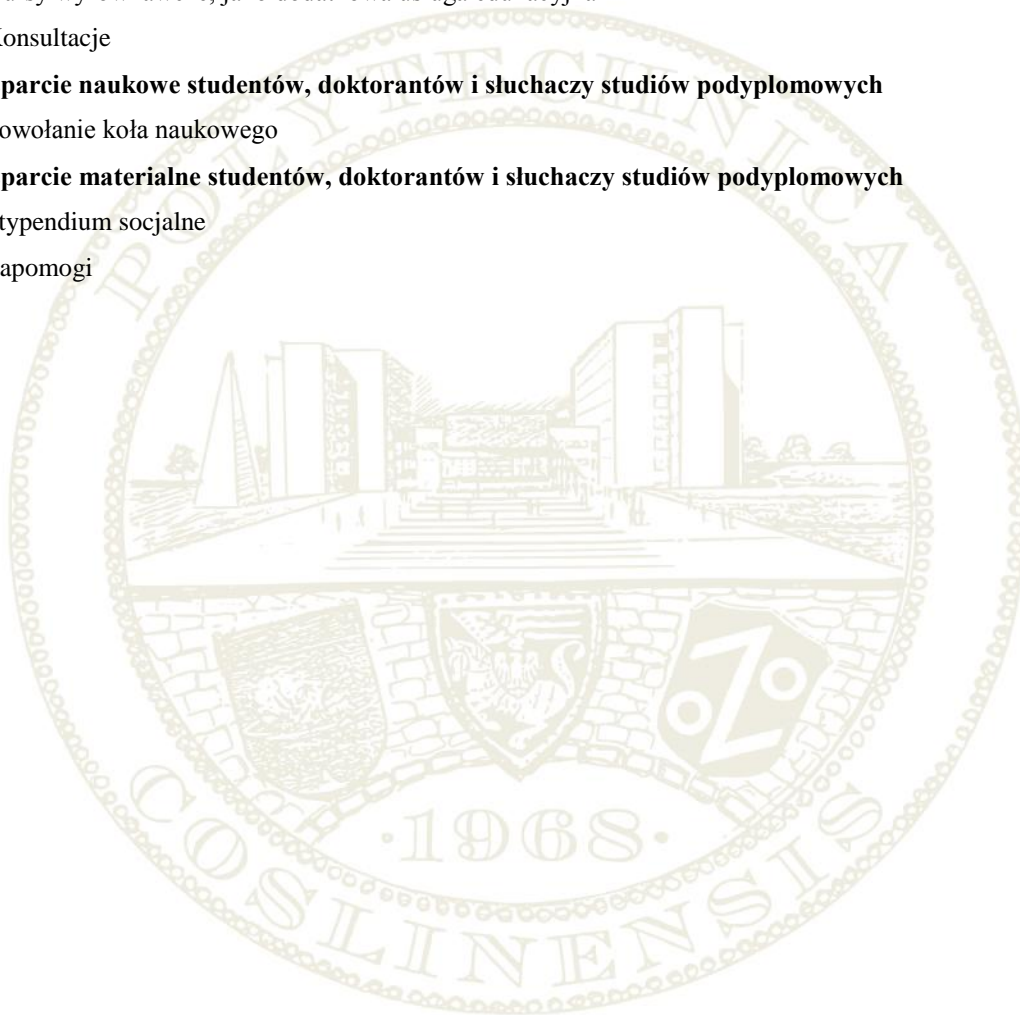 Konsultacje
parcie naukowe studentów, doktorantów i słuchaczy studiów podyplomowych
owołanie koła naukowego
parcie materialne studentów, doktorantów i słuchaczy studiów podyplomowych
typendium socjalne
apomogi
POLYTECHNICA
COSLINENSIS
·1968·